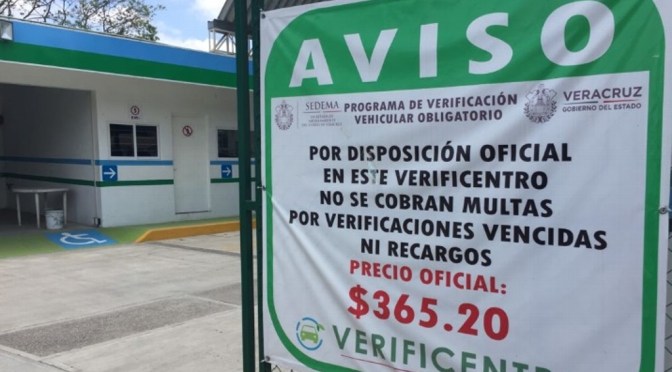 AVISO
SEDEMA
PROGRAMA DE VERIFICACIÓN
VEHICULAR OBLIGATORIO
VERACRUZ
GOBIERNO DEL ESTADO
POR DISPOSICIÓN OFICIAL
EN ESTE VERIFICENTRO
NO SE COBRAN MULTAS
POR VERIFICACIONES VENCIDAS
NI RECARGOS
PRECIO OFICIAL:
$365.20
VERIFICENTR